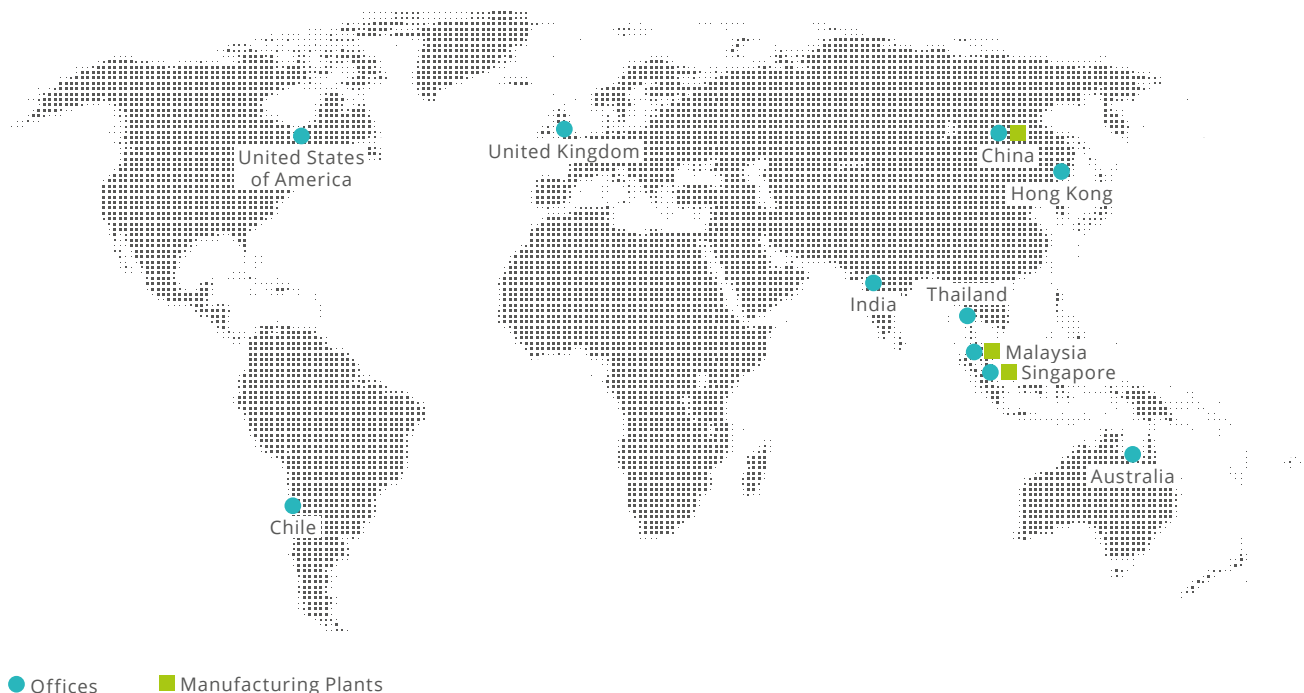 United States
of America
United Kingdom
China
Hong Kong
India
Thailand
Malaysia
Singapore
Australia
Chile
Offices
Manufacturing Plants